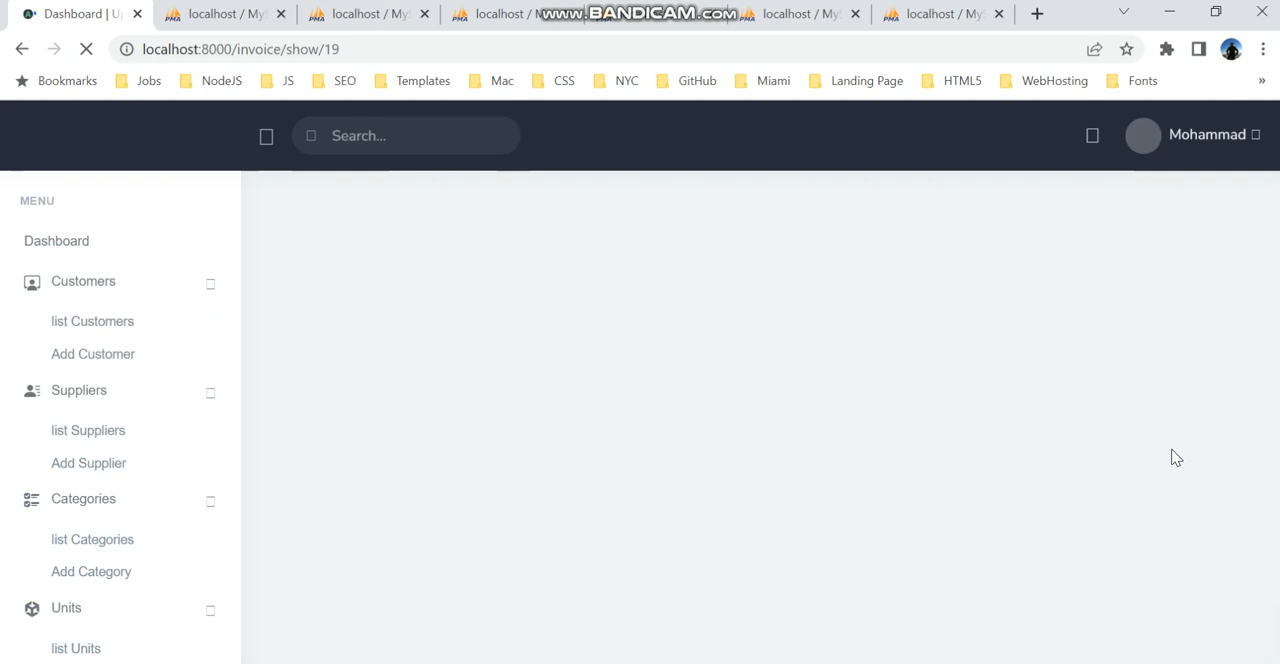 Dashboard | U
localhost / My
localhost / My
localhost / M
www.BANDICAM.com
localhost / My
localhost / My
localhost:8000/invoice/show/19
Bookmarks
Jobs
NodeJS
JS
SEO
Templates
Mac
CSS
NYC
GitHub
Miami
Landing Page
HTML5
WebHosting
Fonts
»
Search...
Mohammad
MENU
Dashboard
Customers
list Customers
Add Customer
Suppliers
list Suppliers
Add Supplier
Categories
list Categories
Add Category
Units
list Units